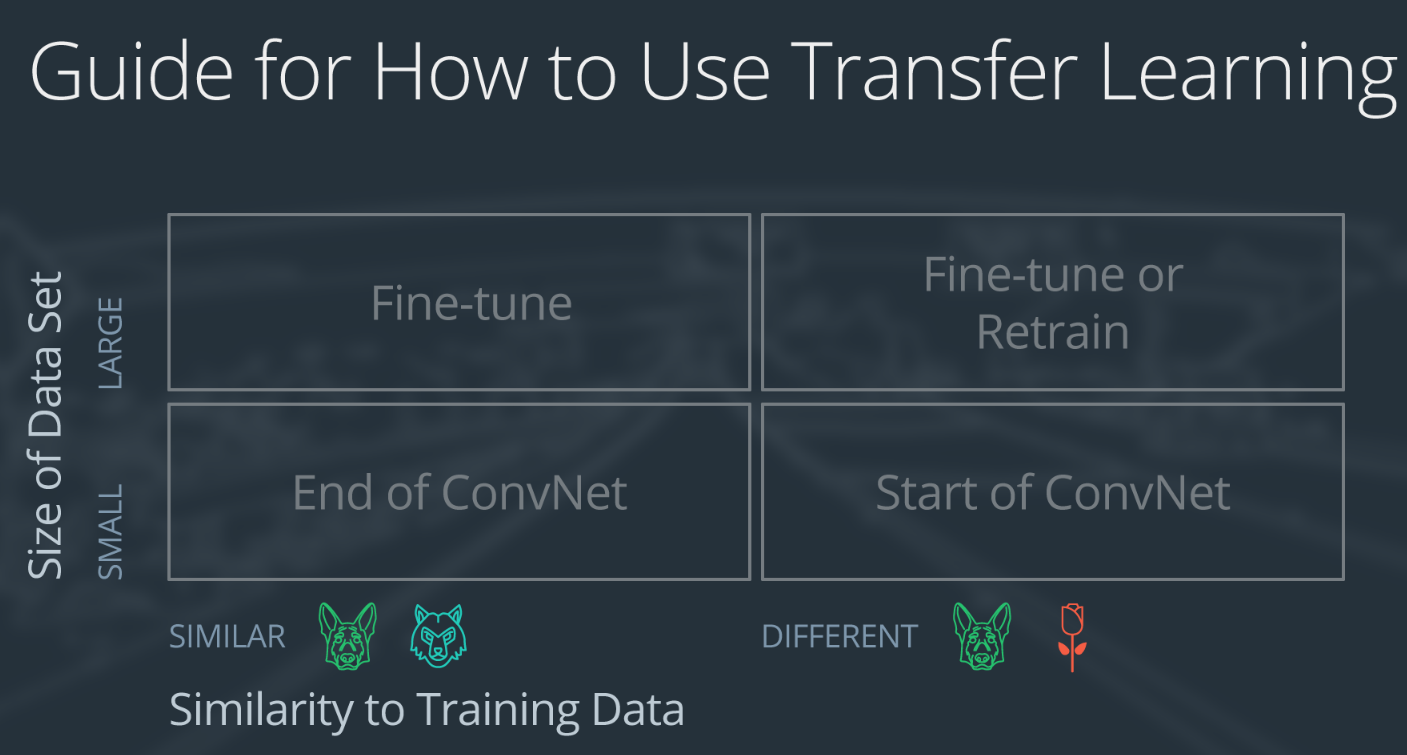 Guide for How to Use Transfer Learning
Size of Data Set
LARGE
Fine-tune
Fine-tune or
Retrain
SMALL
End of ConvNet
Start of ConvNet
SIMILAR
DIFFERENT
Similarity to Training Data